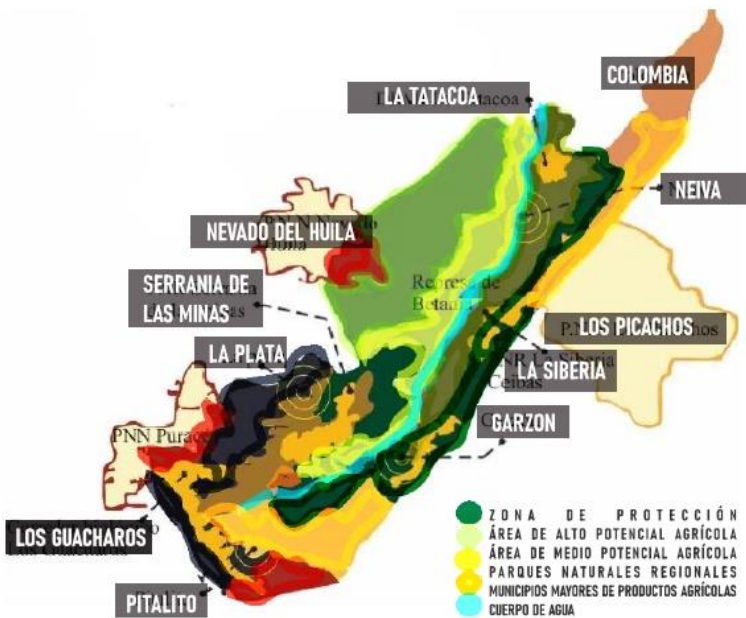 COLOMBIA
LA TATACOA
NEIVA
NEVADO DEL HUILA
SERRANIA DE
LAS MINAS
Represa de
Betania
LOS PICACHOS
LA PLATA
LA SIBERIA
Ceibas
GARZON
PNN Purace
LOS GUACHAROS
PITALITO
ZONA DE PROTECCIÓN
ÁREA DE ALTO POTENCIAL AGRÍCOLA
ÁREA DE MEDIO POTENCIAL AGRÍCOLA
PARQUES NATURALES REGIONALES
MUNICIPIOS MAYORES DE PRODUCTOS AGRÍCOLAS
CUERPO DE AGUA